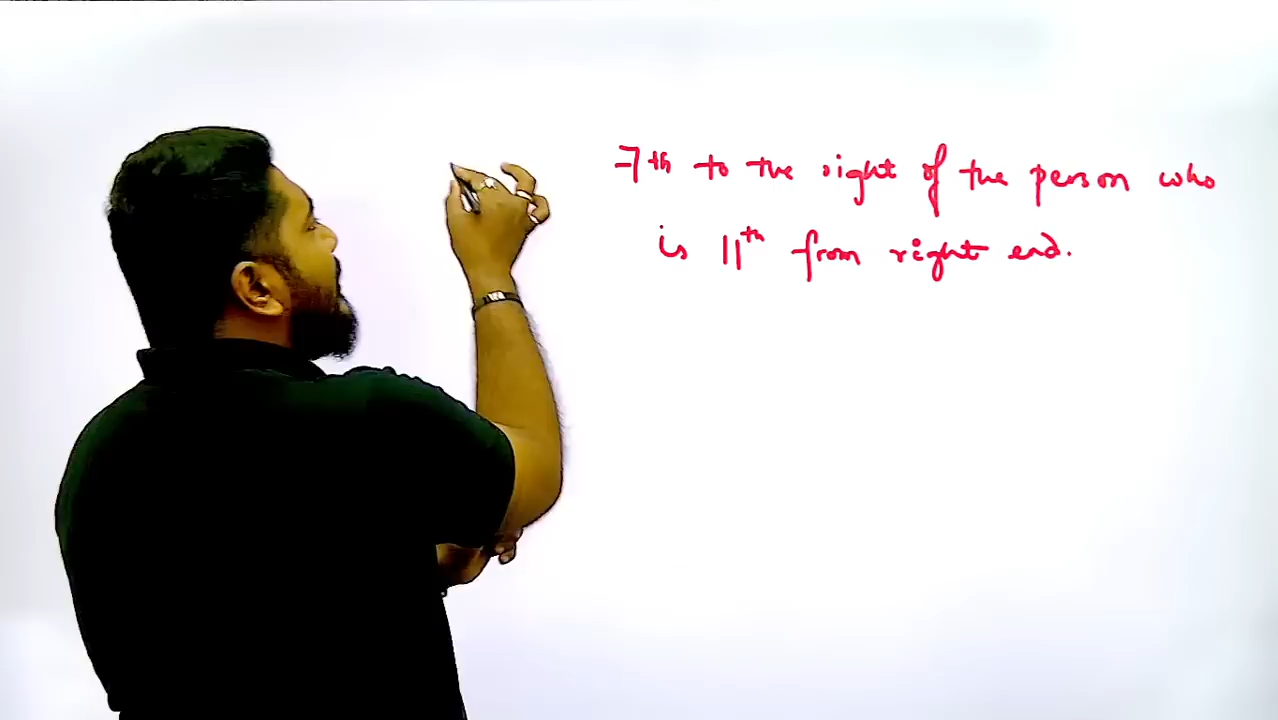 7th to the right of the person who
is 11th from right end.